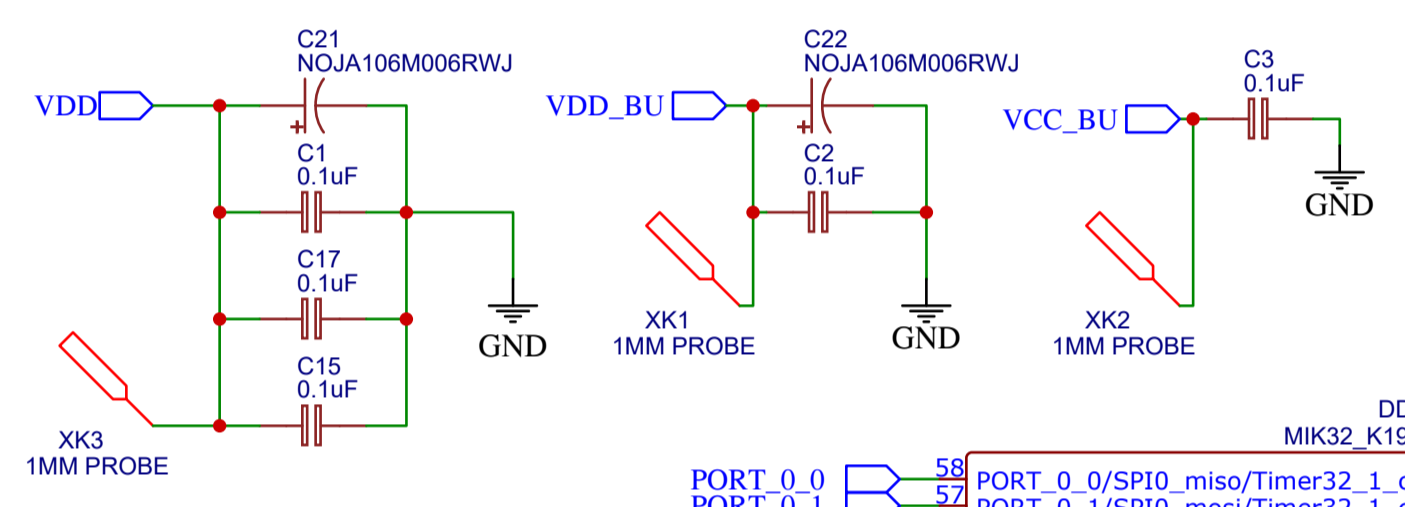 C21
NOJA106M006RWJ
VDD
+
C1
0.1uF
C17
0.1uF
C15
0.1uF
GND
XK3
1MM PROBE
C22
NOJA106M006RWJ
VDD_BU
+
C2
0.1uF
XK1
1MM PROBE
GND
C3
0.1uF
VCC_BU
GND
XK2
1MM PROBE
DD
MIK32_K19
PORT_0_0
58
PORT_0_0/SPI0_miso/Timer32_1_c
PORT_0_1
57
PORT_0_1/SPI0_mosi/Timer32_1_c